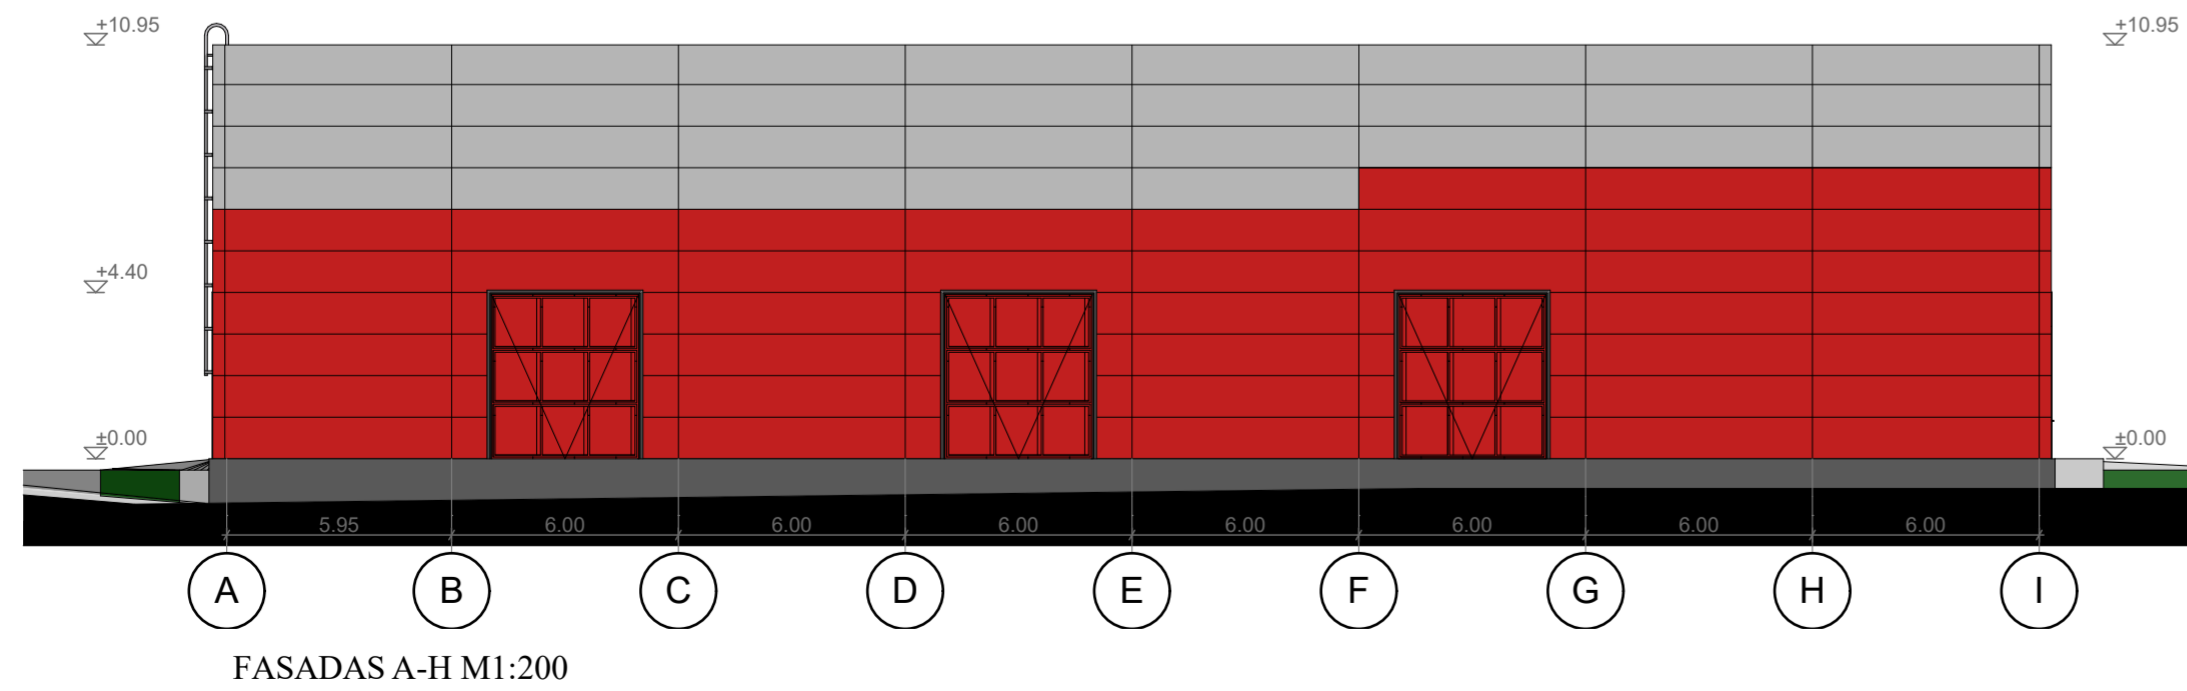 +10.95 +10.95
+4.40
±0.00 ±0.00
5.95 6.00 6.00 6.00 6.00 6.00 6.00 6.00
A B C D E F G H I
FASADAS A-H M1:200